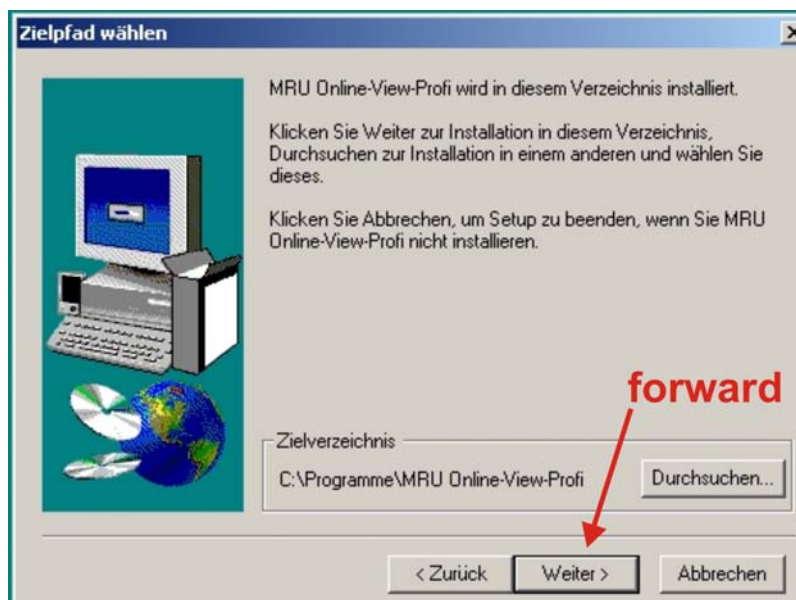 Zielpfad wählen
MRU Online-View-Profi wird in diesem Verzeichnis installiert.
Klicken Sie Weiter zur Installation in diesem Verzeichnis,
Durchsuchen zur Installation in einem anderen und wählen Sie
dieses.
Klicken Sie Abbrechen, um Setup zu beenden, wenn Sie MRU
Online-View-Profi nicht installieren.
forward
Zielverzeichnis
C:\Programme\MRU Online-View-Profi
Durchsuchen...
< Zurück
Weiter >
Abbrechen